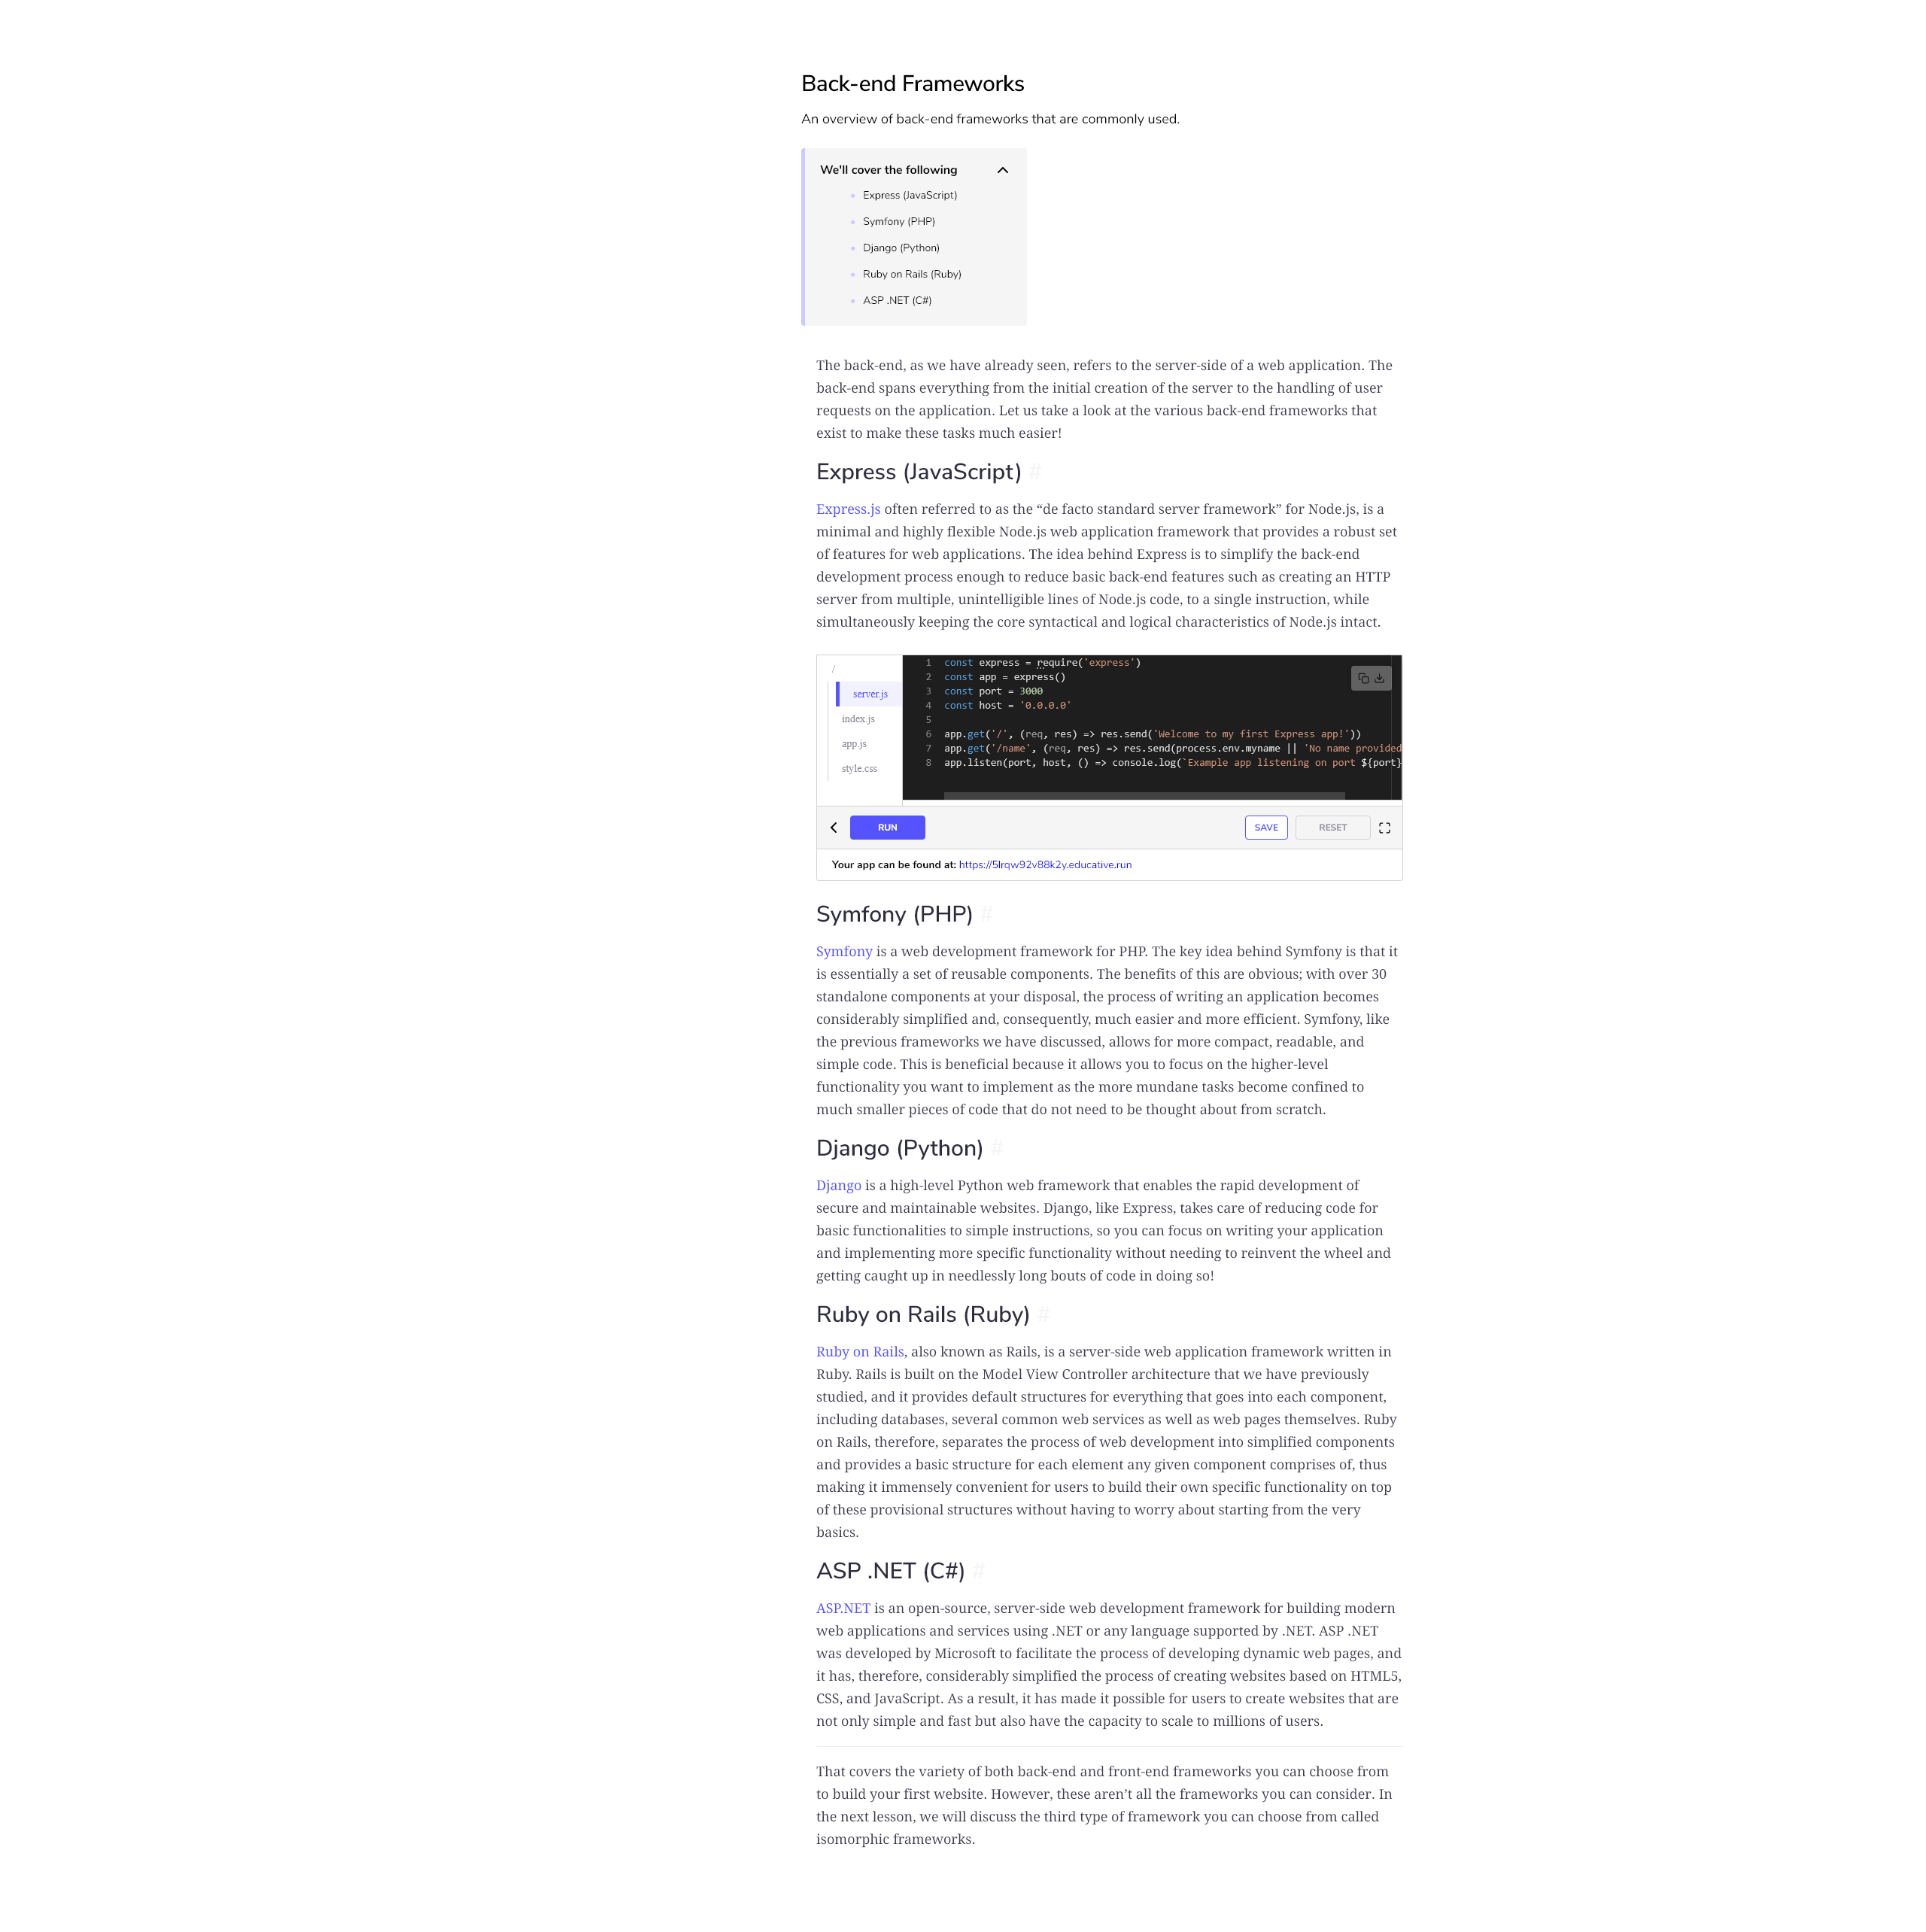 Back-end Frameworks
An overview of back-end frameworks that are commonly used.
We'll cover the following
Express (JavaScript)
Symfony (PHP)
Django (Python)
Ruby on Rails (Ruby)
ASP .NET (C#)
The back-end, as we have already seen, refers to the server-side of a web application. The
back-end spans everything from the initial creation of the server to the handling of user
requests on the application. Let us take a look at the various back-end frameworks that
exist to make these tasks much easier!
Express (JavaScript) #
Express.js often referred to as the “de facto standard server framework” for Node.js, is a
minimal and highly flexible Node.js web application framework that provides a robust set
of features for web applications. The idea behind Express is to simplify the back-end
development process enough to reduce basic back-end features such as creating an HTTP
server from multiple, unintelligible lines of Node.js code, to a single instruction, while
simultaneously keeping the core syntactical and logical characteristics of Node.js intact.
/
server.js
index.js
app.js
style.css
1 const express = require('express')
2 const app = express()
3 const port = 3000
4 const host = '0.0.0.0'
5
6 app.get('/', (req, res) => res.send('Welcome to my first Express app!'))
7 app.get('/name', (req, res) => res.send(process.env.myname || 'No name provided
8 app.listen(port, host, () => console.log(`Example app listening on port ${port}
RUN
SAVE
RESET
Your app can be found at: https://5lrqw92v88k2y.educative.run
Symfony (PHP) #
Symfony is a web development framework for PHP. The key idea behind Symfony is that it
is essentially a set of reusable components. The benefits of this are obvious; with over 30
standalone components at your disposal, the process of writing an application becomes
considerably simplified and, consequently, much easier and more efficient. Symfony, like
the previous frameworks we have discussed, allows for more compact, readable, and
simple code. This is beneficial because it allows you to focus on the higher-level
functionality you want to implement as the more mundane tasks become confined to
much smaller pieces of code that do not need to be thought about from scratch.
Django (Python) #
Django is a high-level Python web framework that enables the rapid development of
secure and maintainable websites. Django, like Express, takes care of reducing code for
basic functionalities to simple instructions, so you can focus on writing your application
and implementing more specific functionality without needing to reinvent the wheel and
getting caught up in needlessly long bouts of code in doing so!
Ruby on Rails (Ruby) #
Ruby on Rails, also known as Rails, is a server-side web application framework written in
Ruby. Rails is built on the Model View Controller architecture that we have previously
studied, and it provides default structures for everything that goes into each component,
including databases, several common web services as well as web pages themselves. Ruby
on Rails, therefore, separates the process of web development into simplified components
and provides a basic structure for each element any given component comprises of, thus
making it immensely convenient for users to build their own specific functionality on top
of these provisional structures without having to worry about starting from the very
basics.
ASP .NET (C#) #
ASP.NET is an open-source, server-side web development framework for building modern
web applications and services using .NET or any language supported by .NET. ASP .NET
was developed by Microsoft to facilitate the process of developing dynamic web pages, and
it has, therefore, considerably simplified the process of creating websites based on HTML5,
CSS, and JavaScript. As a result, it has made it possible for users to create websites that are
not only simple and fast but also have the capacity to scale to millions of users.
That covers the variety of both back-end and front-end frameworks you can choose from
to build your first website. However, these aren’t all the frameworks you can consider. In
the next lesson, we will discuss the third type of framework you can choose from called
isomorphic frameworks.